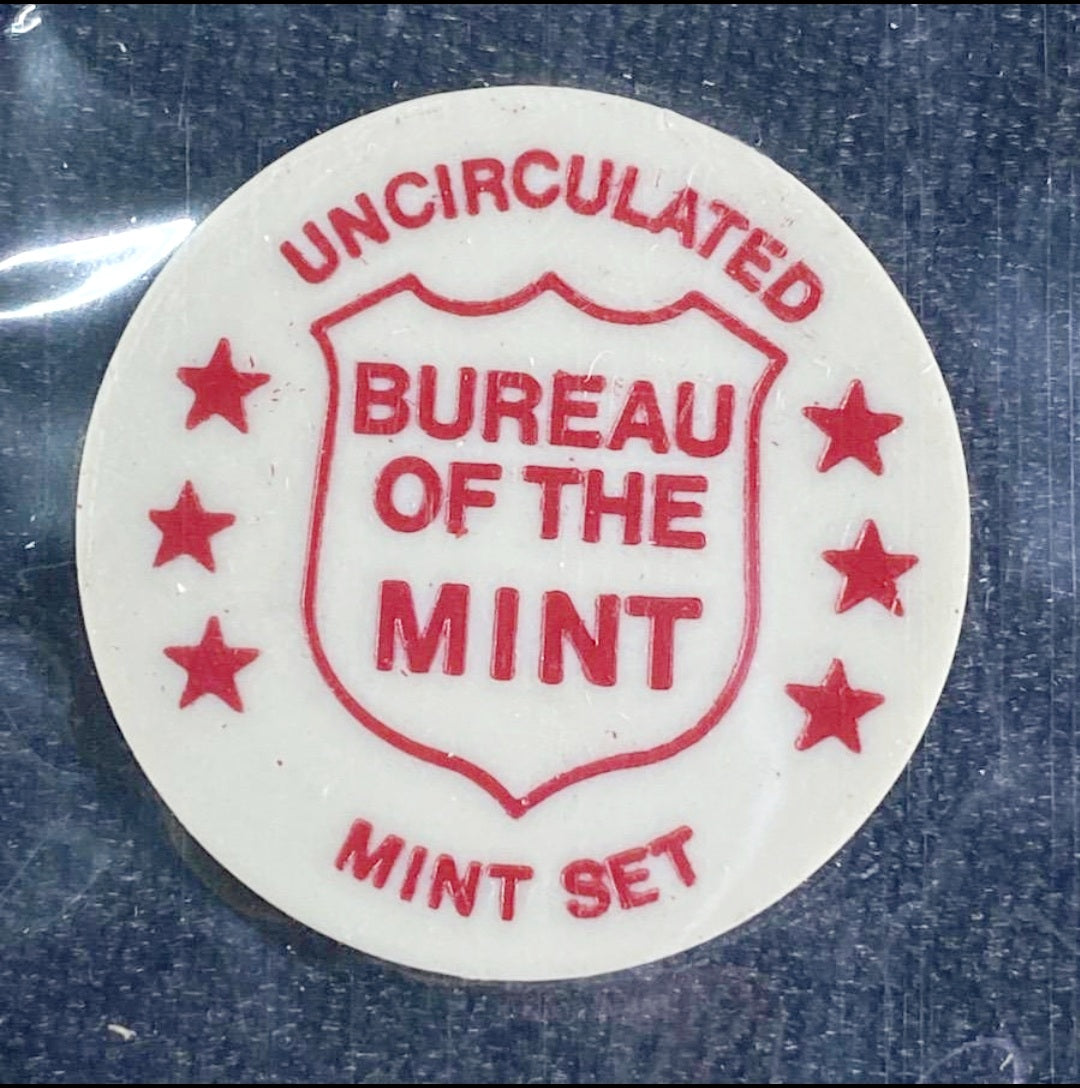 UNCIRCULATED
BUREAU
OF THE
MINT
MINT SET